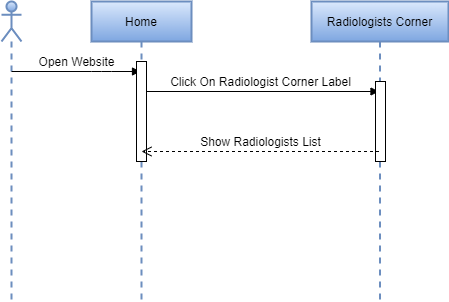 Home
Radiologists Corner
Open Website
Click On Radiologist Corner Label
Show Radiologists List